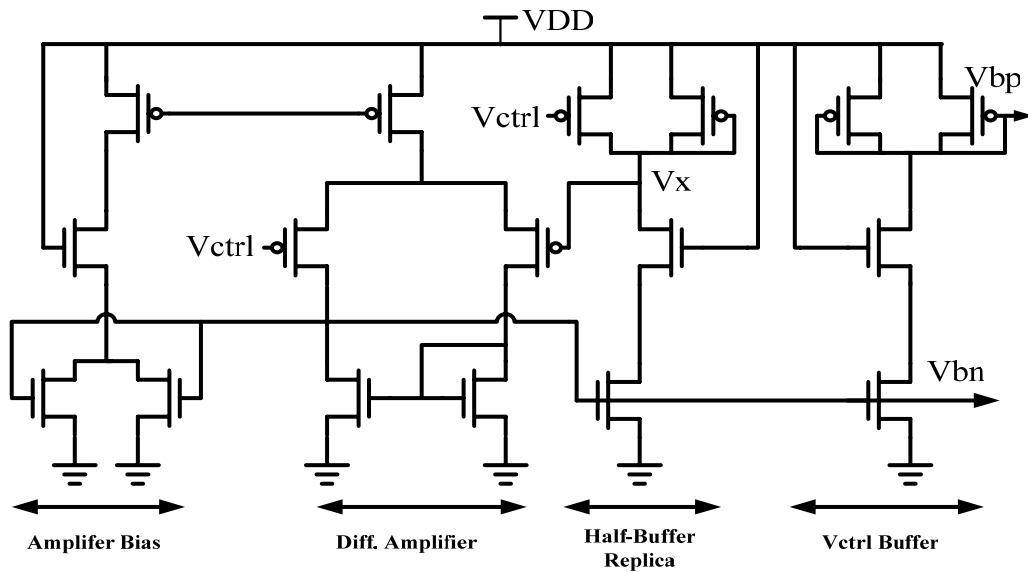 VDD
Vbp
Vctrl
Vx
Vctrl
Vbn
Amplifer Bias
Diff. Amplifier
Half-Buffer
Replica
Vctrl Buffer